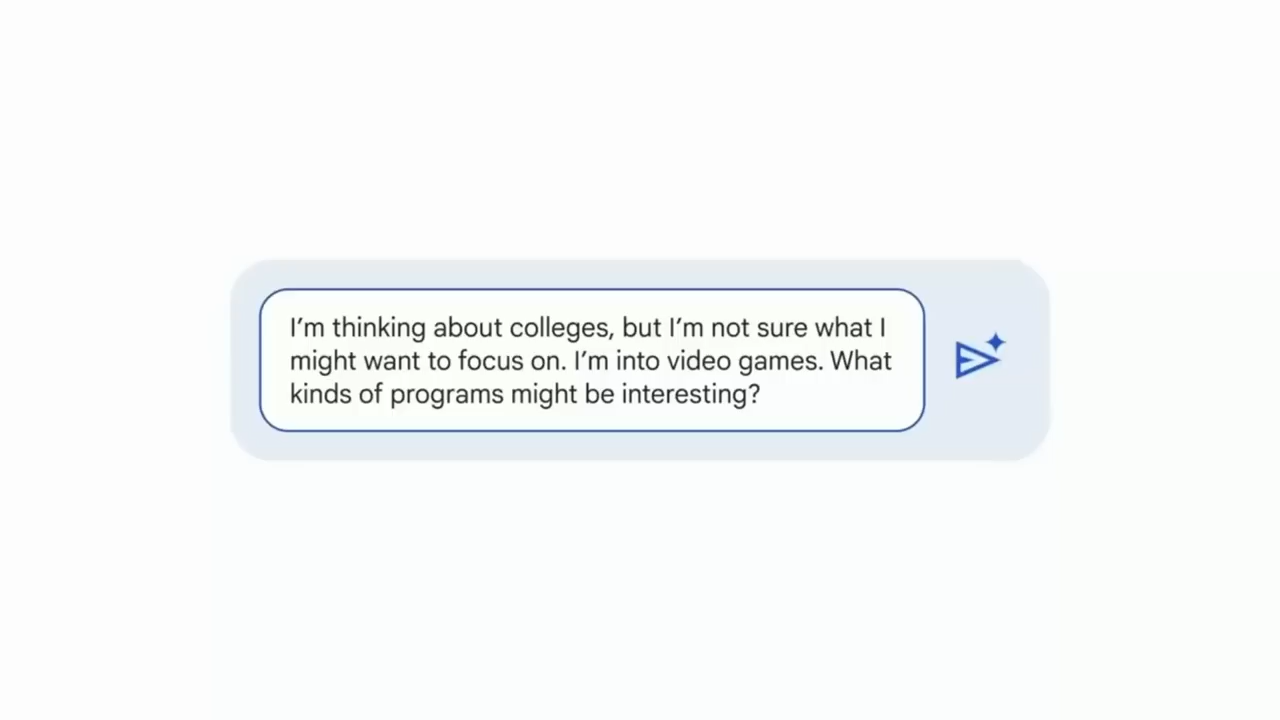 I’m thinking about colleges, but I’m not sure what I
might want to focus on. I’m into video games. What
kinds of programs might be interesting?